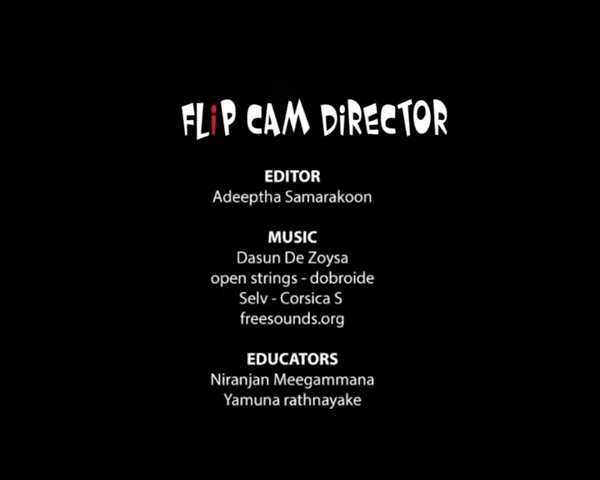 FLiP CAM DiRECTOR
EDITOR
Adeeptha Samarakoon
MUSIC
Dasun De Zoysa
open strings - dobroide
Selv - Corsica S
freesounds.org
EDUCATORS
Niranjan Meegammana
Yamuna rathnayake